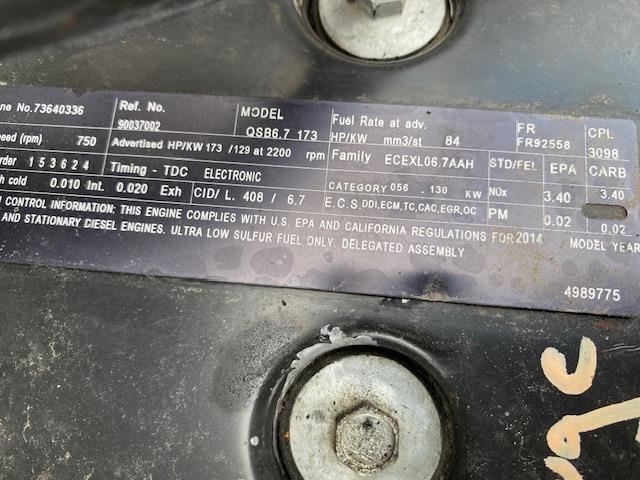 ne No.73640336 Ref. No. 90037002 MODEL QSB6.7 173 Fuel Rate at adv. HP/KW mm3/st 84 FR FR92558 CPL 3098
eed (rpm) 750 Advertised HP/KW 173 /129 at 2200 rpm Family ECEXL06.7AAH STD/FEL EPA CARB
rder 153624 Timing - TDC ELECTRONIC CATEGORY 056 - 130 KW NOx 3.40 3.40
h cold 0.010 Int. 0.020 Exh CID/ L. 408 / 6.7 E.C.S. DDI,ECM,TC,CAC,EGR,OC PM 0.02 0.02
N CONTROL INFORMATION: THIS ENGINE COMPLIES WITH U.S. EPA AND CALIFORNIA REGULATIONS FOR 2014 MODEL YEAR
AND STATIONARY DIESEL ENGINES. ULTRA LOW SULFUR FUEL ONLY. DELEGATED ASSEMBLY
4989775